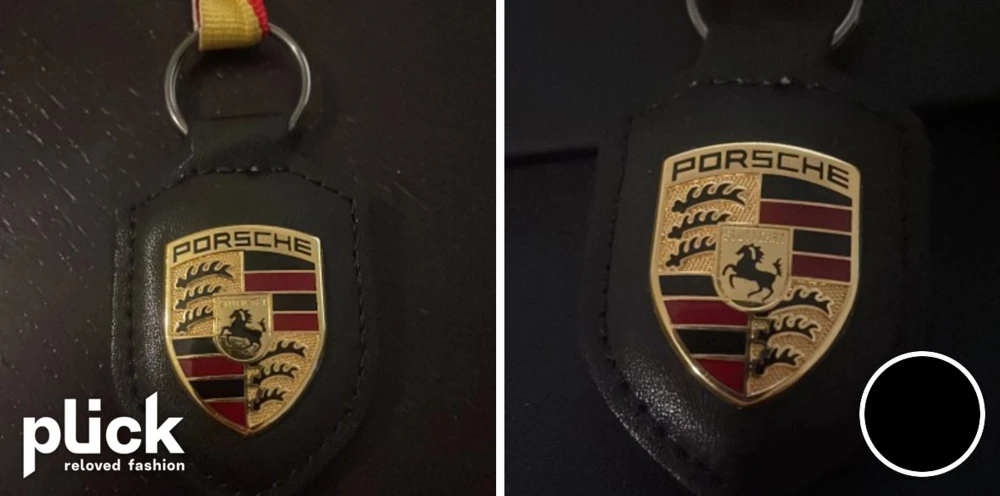 PORSCHE
plick
reloved fashion
PORSCHE